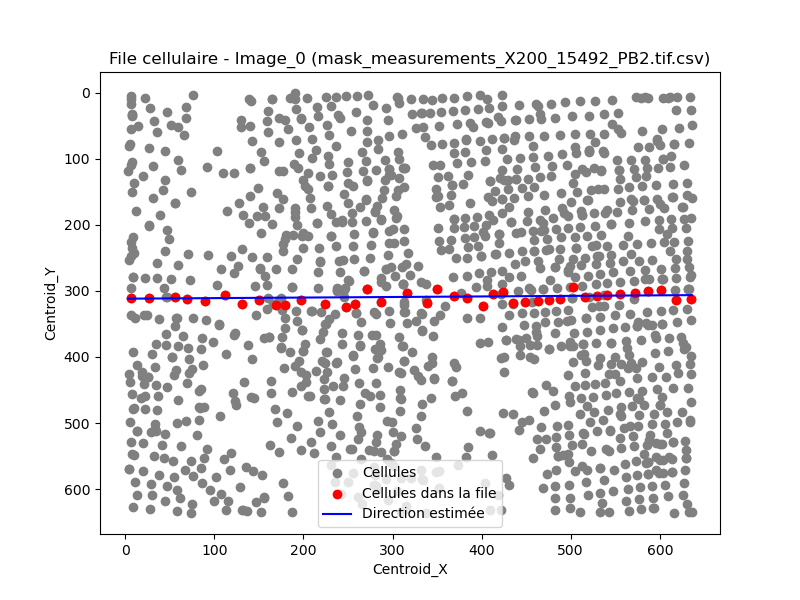 File cellulaire - Image_0 (mask_measurements_X200_15492_PB2.tif.csv)
0
100
200
300
400
500
600
Centroid_Y
Cellules
Cellules dans la file
Direction estimée
0 100 200 300 400 500 600
Centroid_X